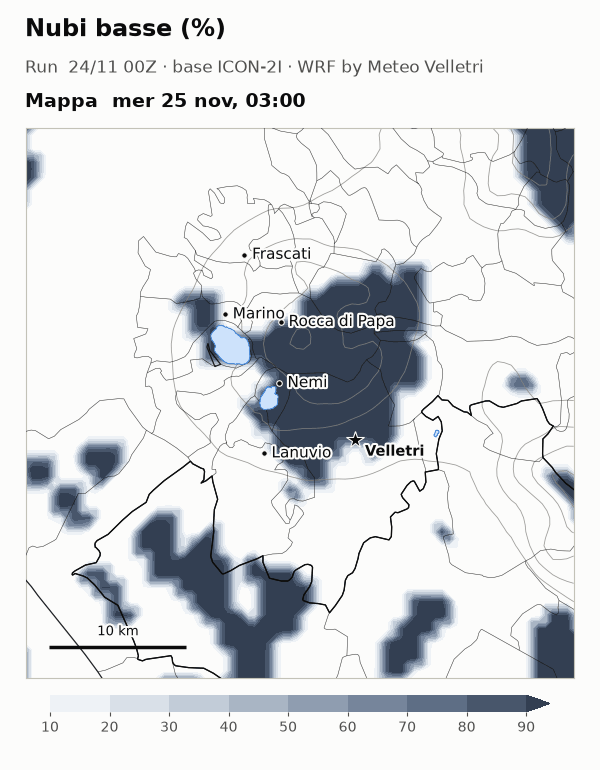 Nubi basse (%)
Run  24/11 00Z · base ICON-2I · WRF by Meteo Velletri
Mappa  mer 25 nov, 03:00
Frascati
Marino
Rocca di Papa
Nemi
Velletri
Lanuvio
10 km
10 20 30 40 50 60 70 80 90